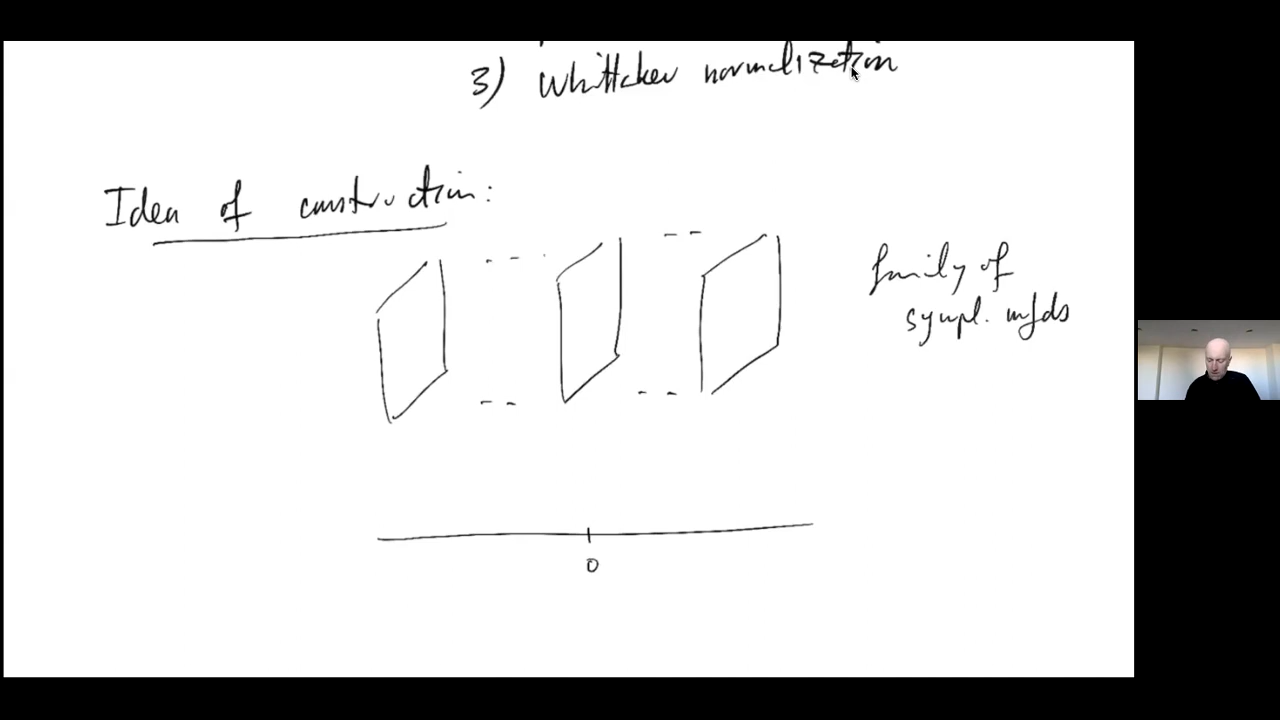 3) Whittaker normalization
Idea of construction:
family of
sympl. mfds
0